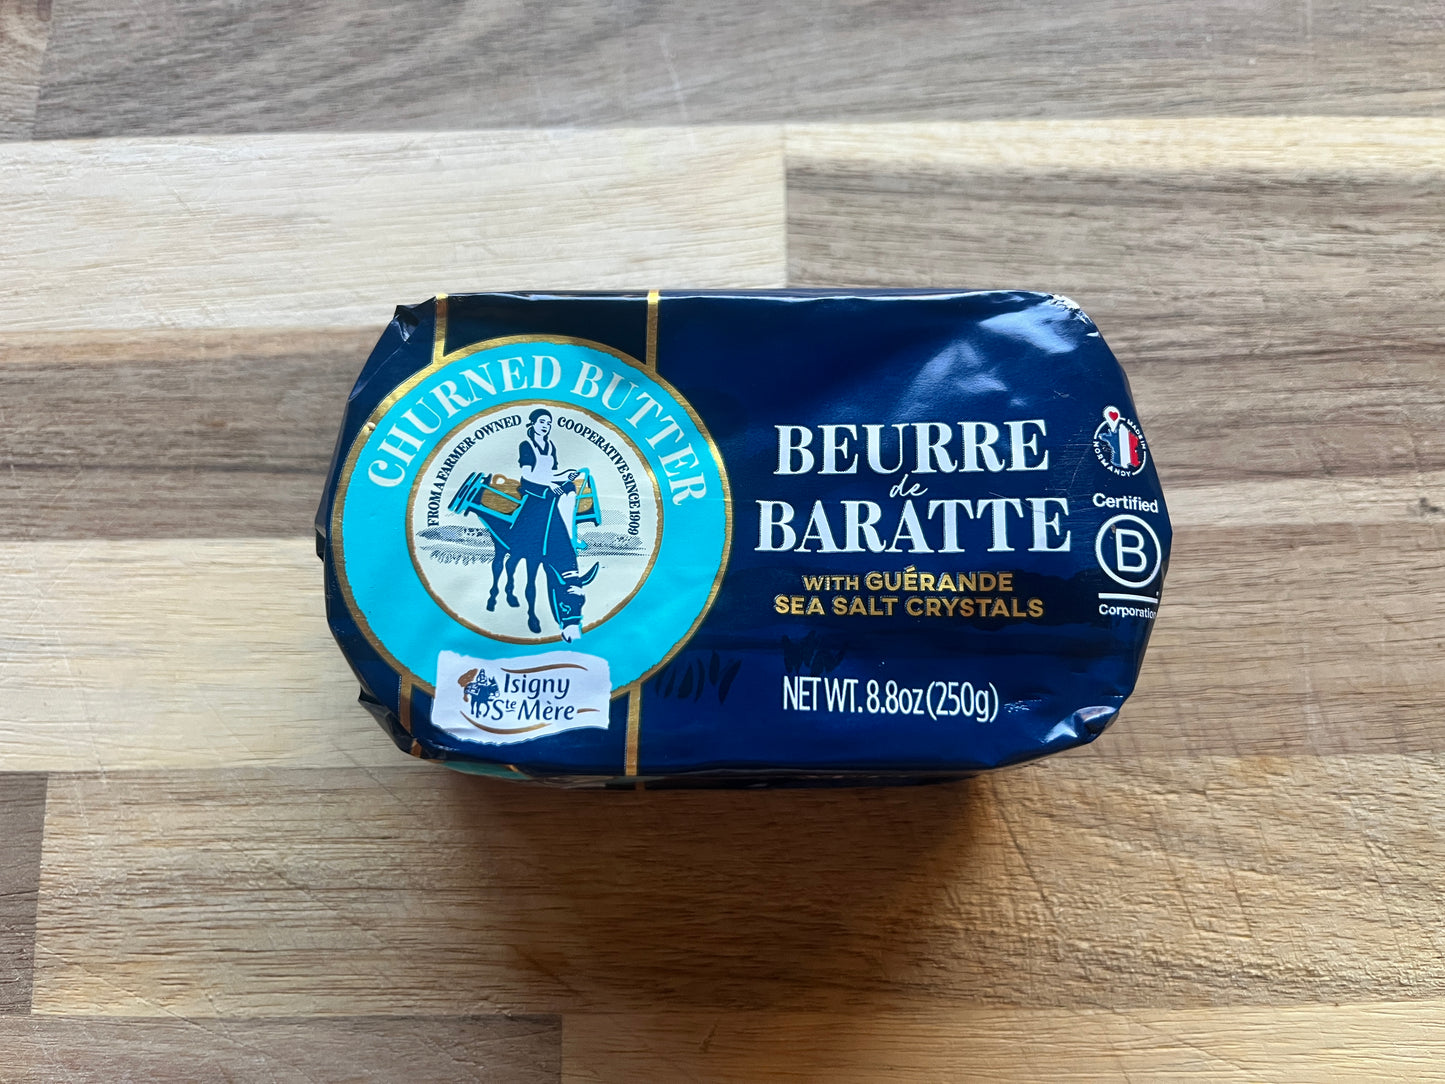 CHURNED BUTTER
FROM A FARMER-OWNED COOPERATIVE SINCE 1909
Isigny
Ste Mère
BEURRE
de
BARATTE
WITH GUÉRANDE
SEA SALT CRYSTALS
NET WT. 8.8oz (250g)
MADE IN
NORMANDY
Certified
B
Corporation